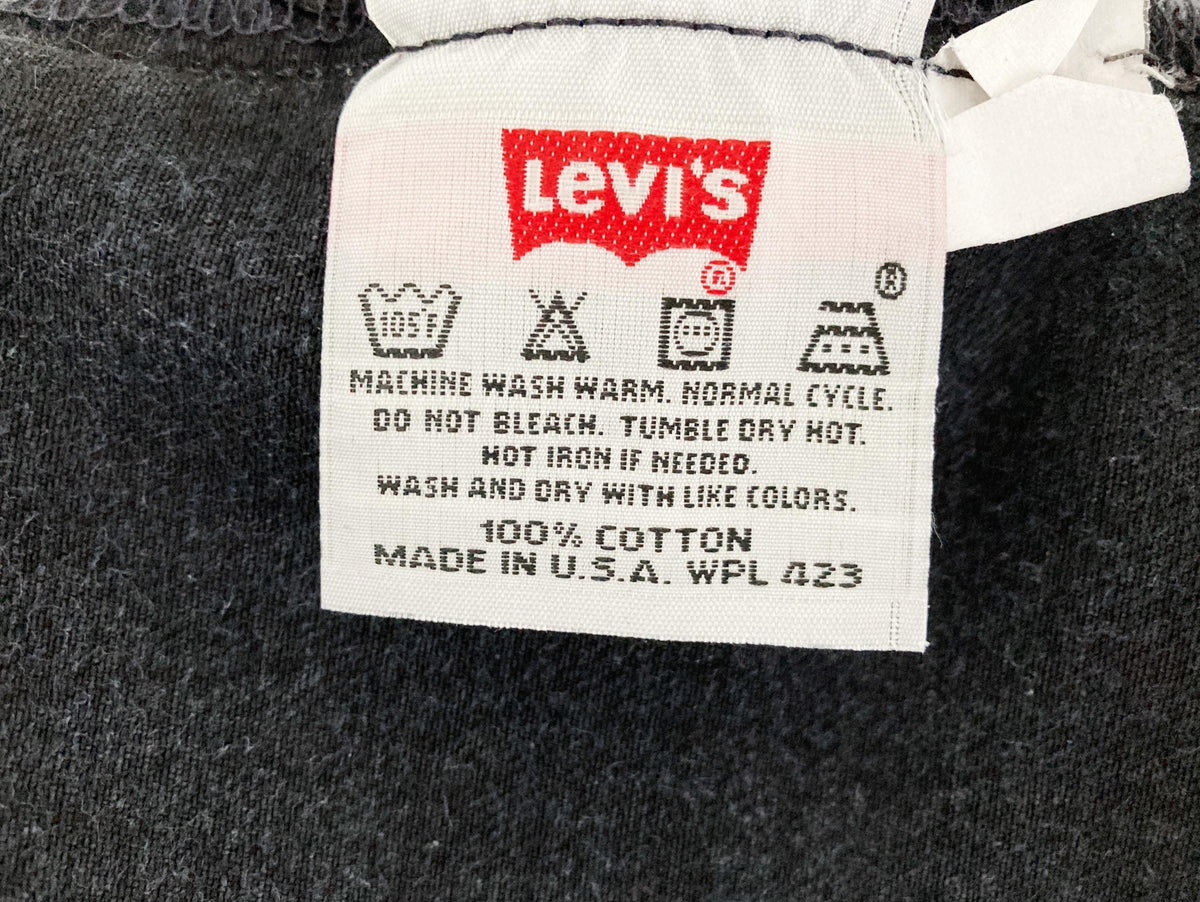 LEVI'S
®
®
105°F
MACHINE WASH WARM. NORMAL CYCLE.
DO NOT BLEACH. TUMBLE DRY HOT.
HOT IRON IF NEEDED.
WASH AND DRY WITH LIKE COLORS.
100% COTTON
MADE IN U.S.A. WPL 423